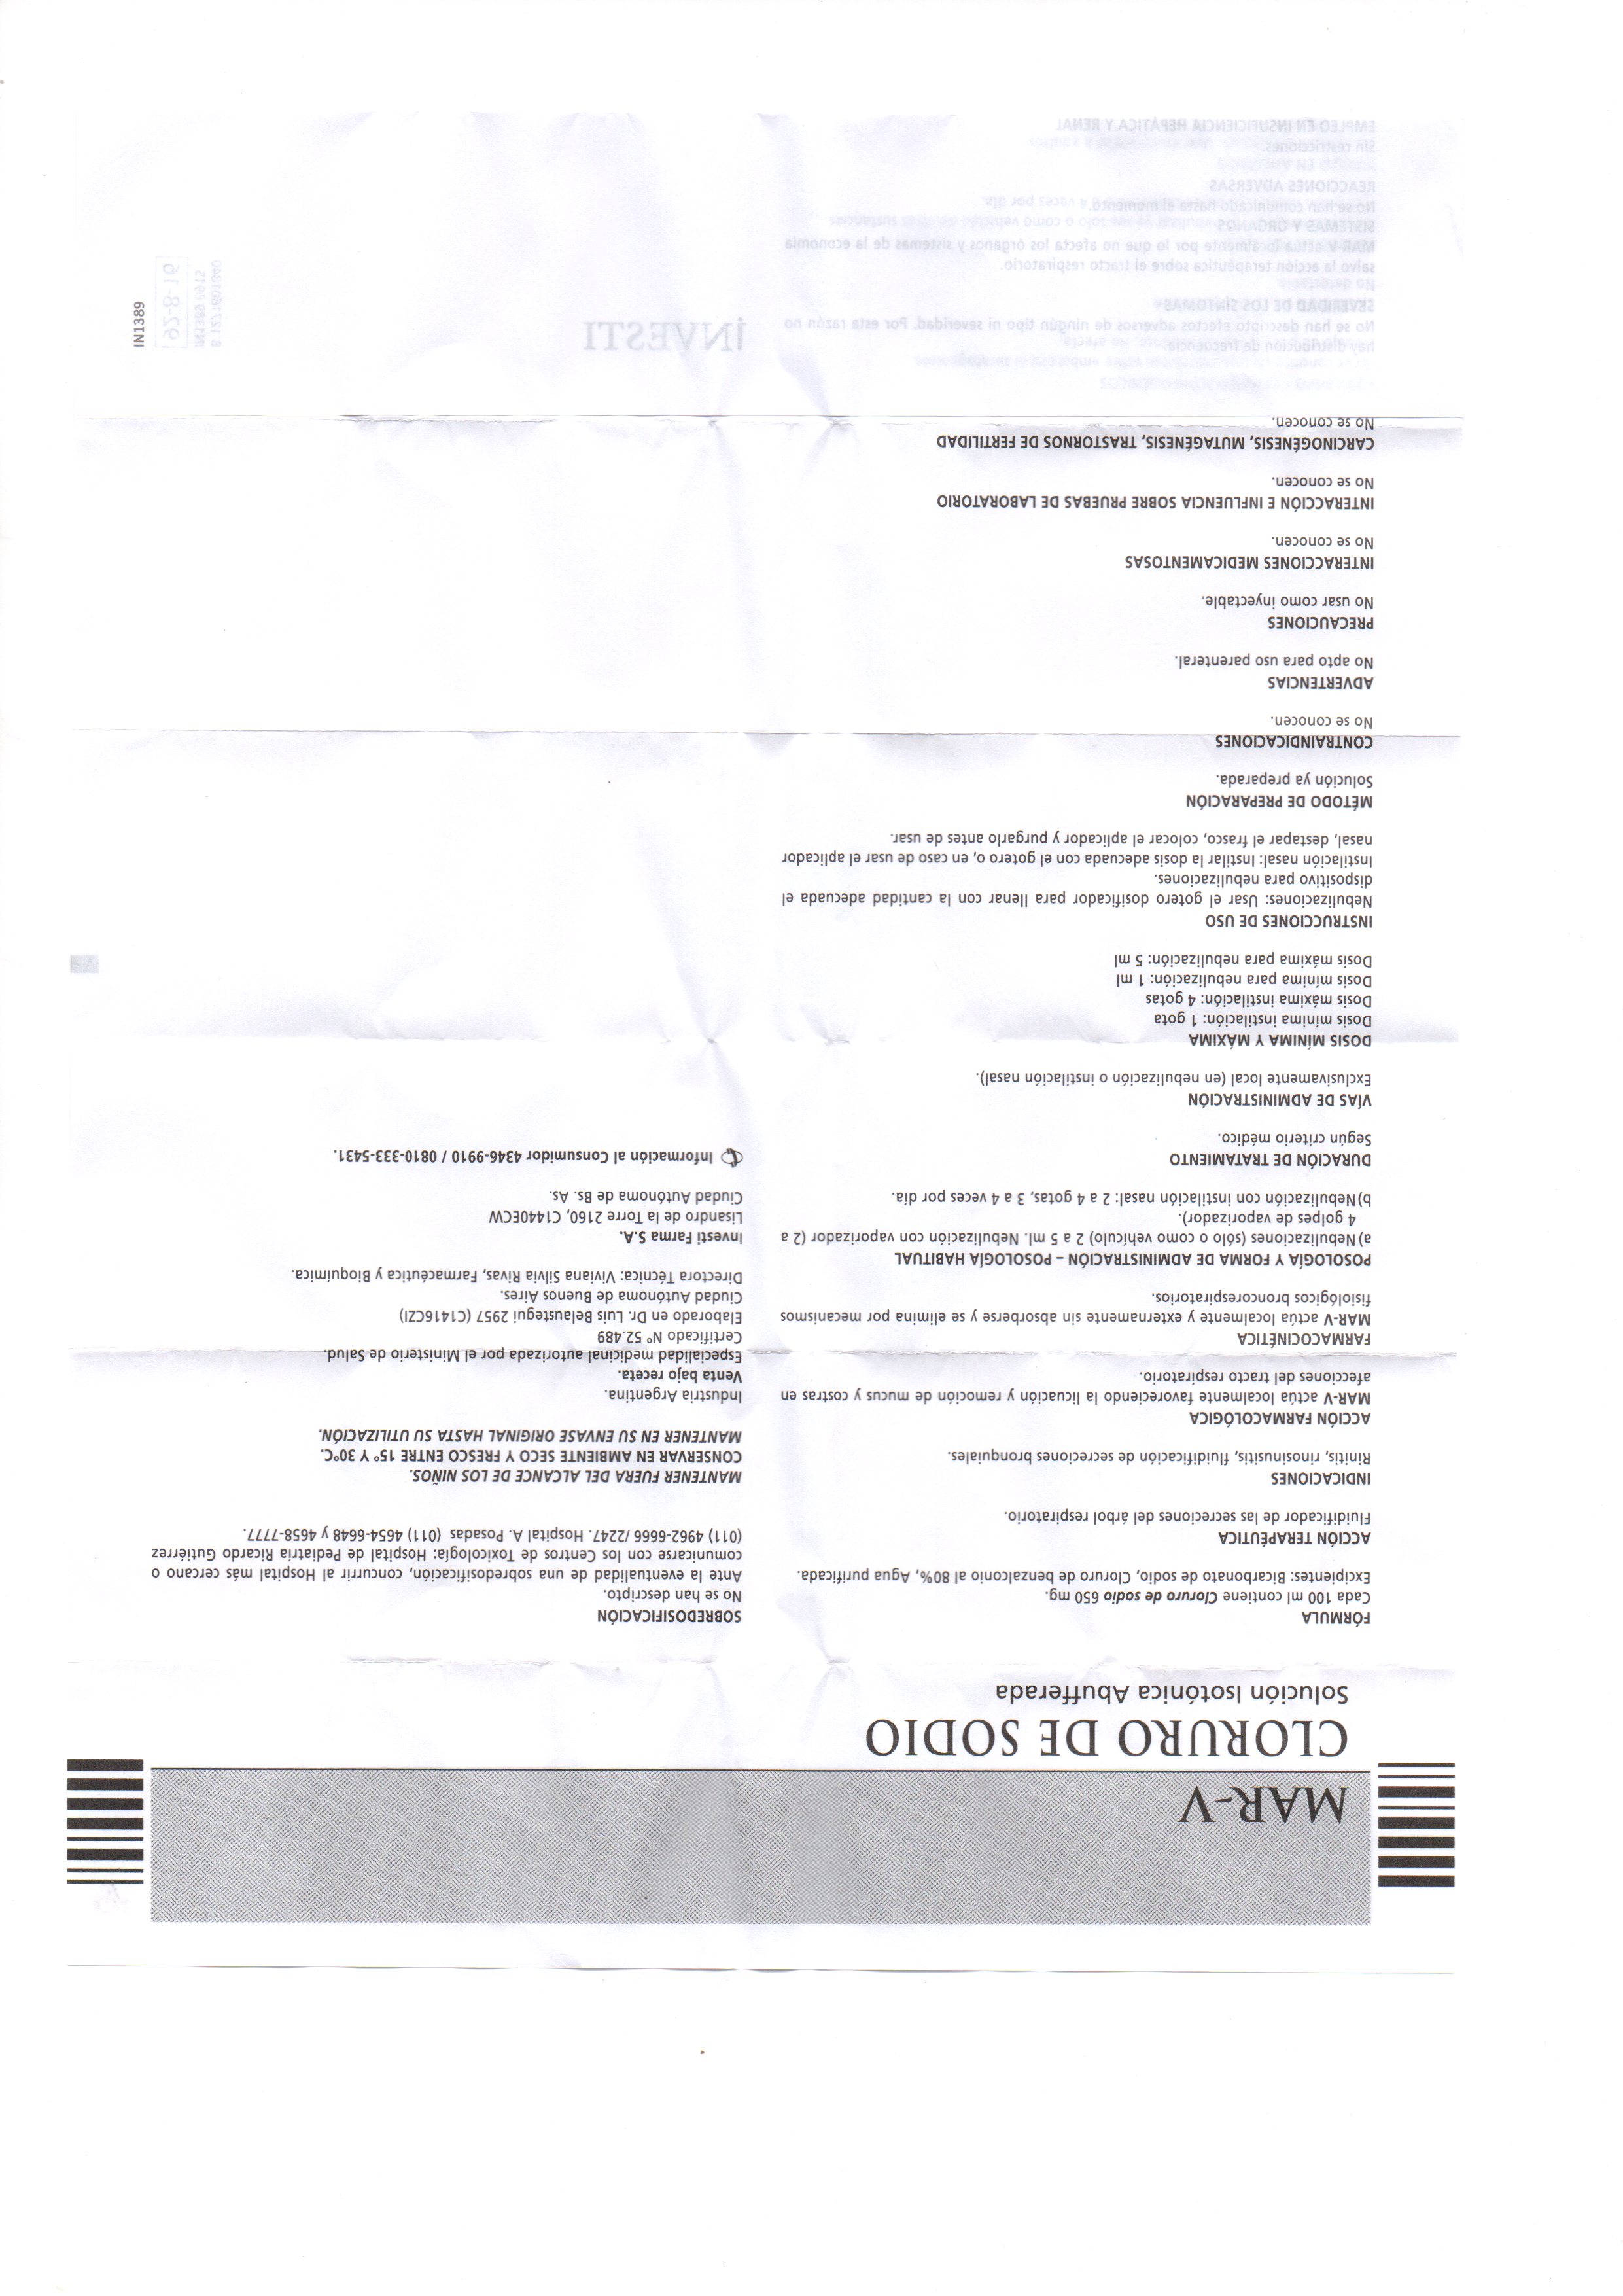 MAR-V
CLORURO DE SODIO
Solución Isotónica Abufferada
FÓRMULA
Cada 100 ml contiene Cloruro de sodio 650 mg.
Excipientes: Bicarbonato de sodio, Cloruro de benzalconio al 80%, Agua purificada.
ACCIÓN TERAPÉUTICA
Fluidificador de las secreciones del árbol respiratorio.
INDICACIONES
Rinitis, rinosinusitis, fluidificación de secreciones bronquiales.
ACCIÓN FARMACOLÓGICA
MAR-V actúa localmente favoreciendo la licuación y remoción de mucus y costras en
afecciones del tracto respiratorio.
FARMACOCINÉTICA
MAR-V actúa localmente y externamente sin absorberse y se elimina por mecanismos
fisiológicos broncorespiratorios.
POSOLOGÍA Y FORMA DE ADMINISTRACIÓN – POSOLOGÍA HABITUAL
a) Nebulizaciones (sólo o como vehículo) 2 a 5 ml. Nebulización con vaporizador (2 a
4 golpes de vaporizador).
b) Nebulización con instilación nasal: 2 a 4 gotas, 3 a 4 veces por día.
DURACIÓN DE TRATAMIENTO
Según criterio médico.
VÍAS DE ADMINISTRACIÓN
Exclusivamente local (en nebulización o instilación nasal).
DOSIS MÍNIMA Y MÁXIMA
Dosis mínima instilación: 1 gota
Dosis máxima instilación: 4 gotas
Dosis mínima para nebulización: 1 ml
Dosis máxima para nebulización: 5 ml
INSTRUCCIONES DE USO
Nebulizaciones: Usar el gotero dosificador para llenar con la cantidad adecuada el
dispositivo para nebulizaciones.
Instilación nasal: Instilar la dosis adecuada con el gotero o, en caso de usar el aplicador
nasal, destapar el frasco, colocar el aplicador y purgarlo antes de usar.
MÉTODO DE PREPARACIÓN
Solución ya preparada.
CONTRAINDICACIONES
No se conocen.
ADVERTENCIAS
No apto para uso parenteral.
PRECAUCIONES
No usar como inyectable.
INTERACCIONES MEDICAMENTOSAS
No se conocen.
INTERACCIÓN E INFLUENCIA SOBRE PRUEBAS DE LABORATORIO
No se conocen.
CARCINOGÉNESIS, MUTAGÉNESIS, TRASTORNOS DE FERTILIDAD
No se conocen.
SOBREDOSIFICACIÓN
No se han descripto.
Ante la eventualidad de una sobredosificación, concurrir al Hospital más cercano o
comunicarse con los Centros de Toxicología: Hospital de Pediatría Ricardo Gutiérrez
(011) 4962-6666 /2247. Hospital A. Posadas (011) 4654-6648 y 4658-7777.
MANTENER FUERA DEL ALCANCE DE LOS NIÑOS.
CONSERVAR EN AMBIENTE SECO Y FRESCO ENTRE 15º Y 30ºC.
MANTENER EN SU ENVASE ORIGINAL HASTA SU UTILIZACIÓN.
Industria Argentina.
Venta bajo receta.
Especialidad medicinal autorizada por el Ministerio de Salud.
Certificado Nº 52.489
Elaborado en Dr. Luis Belaustegui 2957 (C1416CZI)
Ciudad Autónoma de Buenos Aires.
Directora Técnica: Viviana Silvia Rivas, Farmacéutica y Bioquímica.
Investi Farma S.A.
Lisandro de la Torre 2160, C1440ECW
Ciudad Autónoma de Bs. As.
Información al Consumidor 4346-9910 / 0810-333-5431.
IN1389
INVESTI
EMPLEO EN INSUFICIENCIA HEPÁTICA Y RENAL
Sin restricciones.
REACCIONES ADVERSAS
No se han comunicado hasta el momento.
SISTEMAS Y ÓRGANOS
MAR-V actúa localmente por lo que no afecta los órganos y sistemas de la economía
salvo la acción terapéutica sobre el tracto respiratorio.
SEVERIDAD DE LOS SÍNTOMAS
No se han descripto efectos adversos de ningún tipo ni severidad. Por esta razón no
hay distribución de frecuencia.